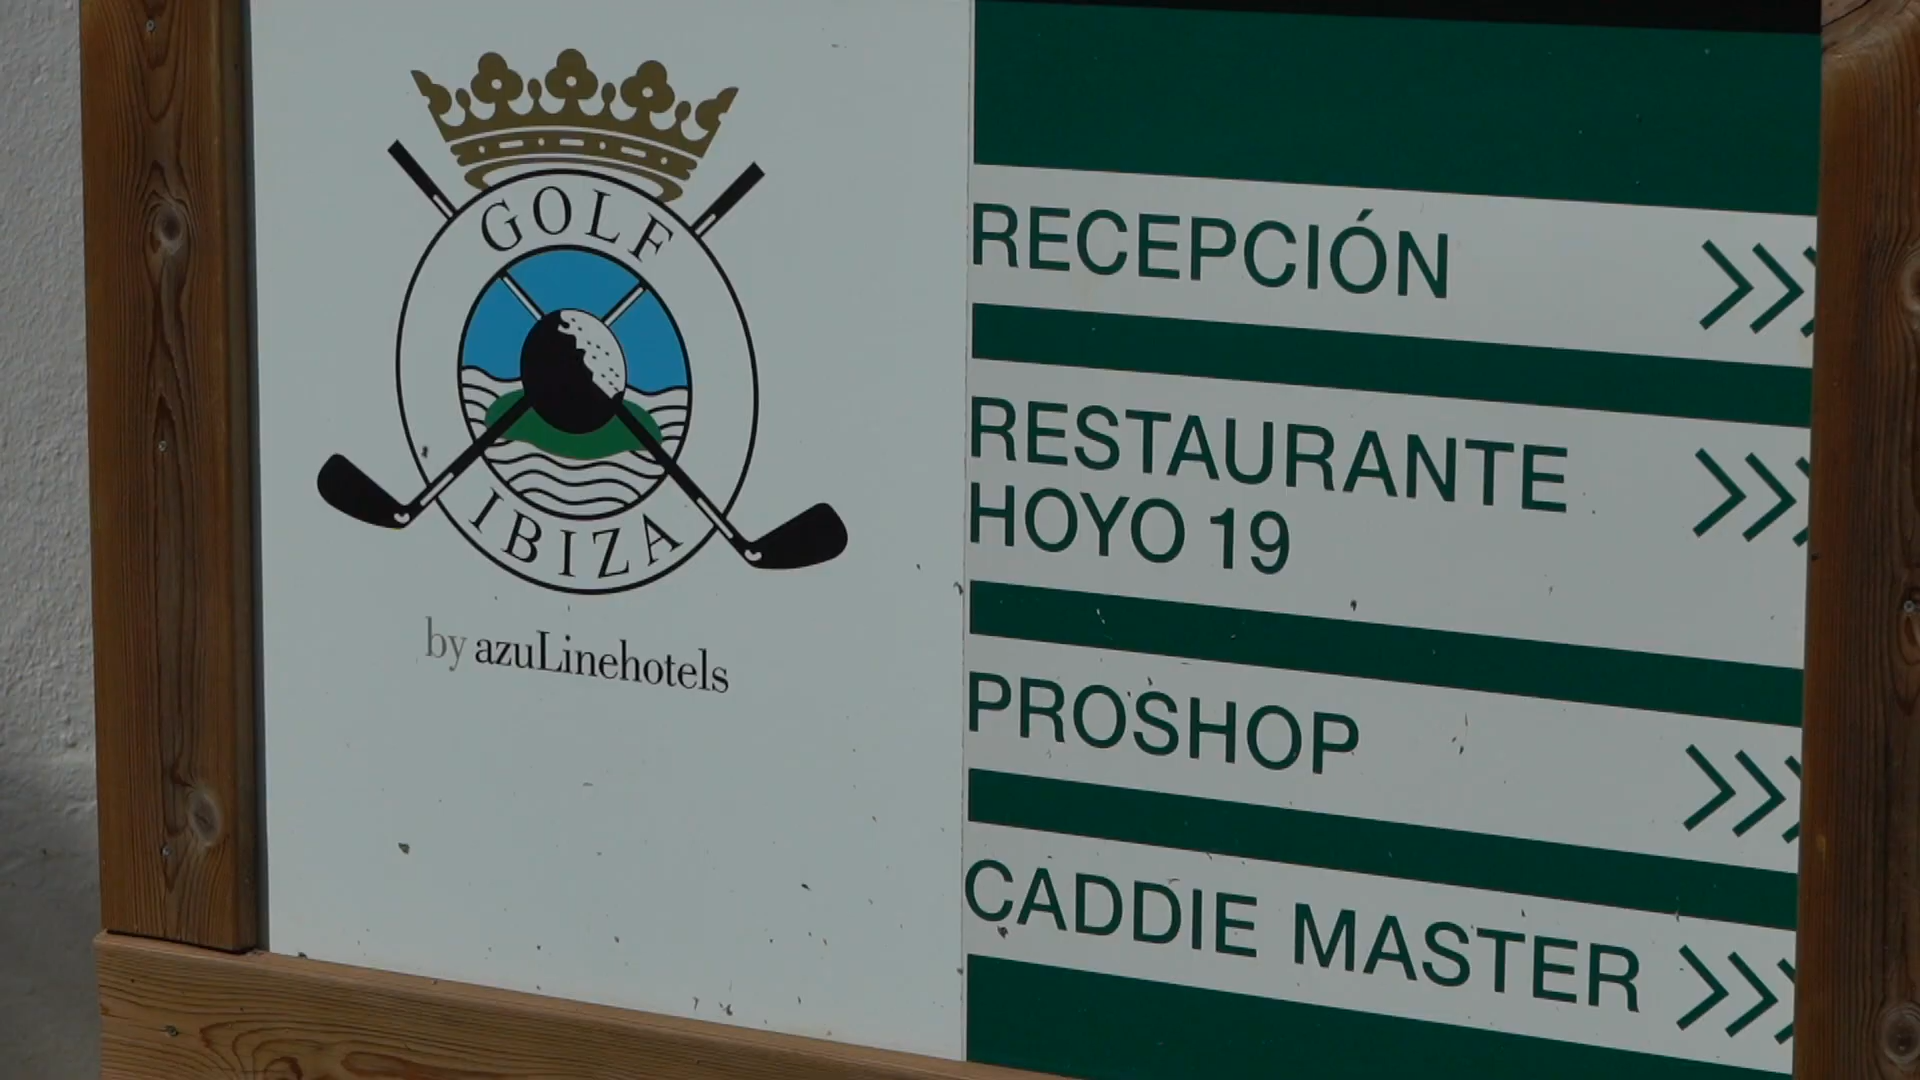 GOLF
IBIZA
by azuLinehotels
RECEPCIÓN
RESTAURANTE
HOYO 19
PROSHOP
CADDIE MASTER